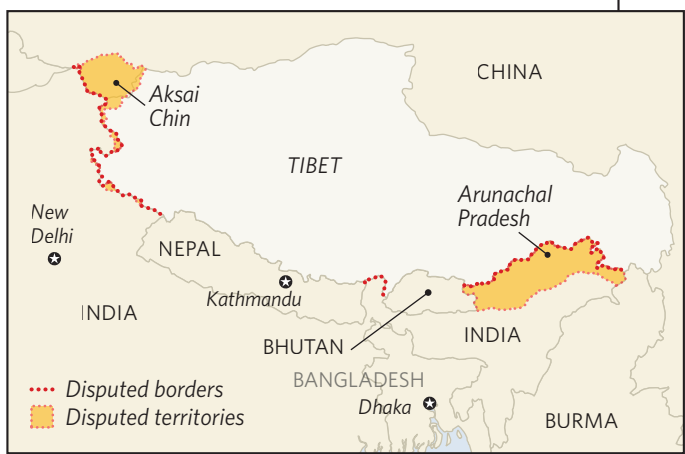 CHINA
Aksai
Chin
TIBET
Arunachal
Pradesh
New
Delhi
NEPAL
Kathmandu
INDIA
INDIA
BHUTAN
BANGLADESH
Dhaka
BURMA
Disputed borders
Disputed territories